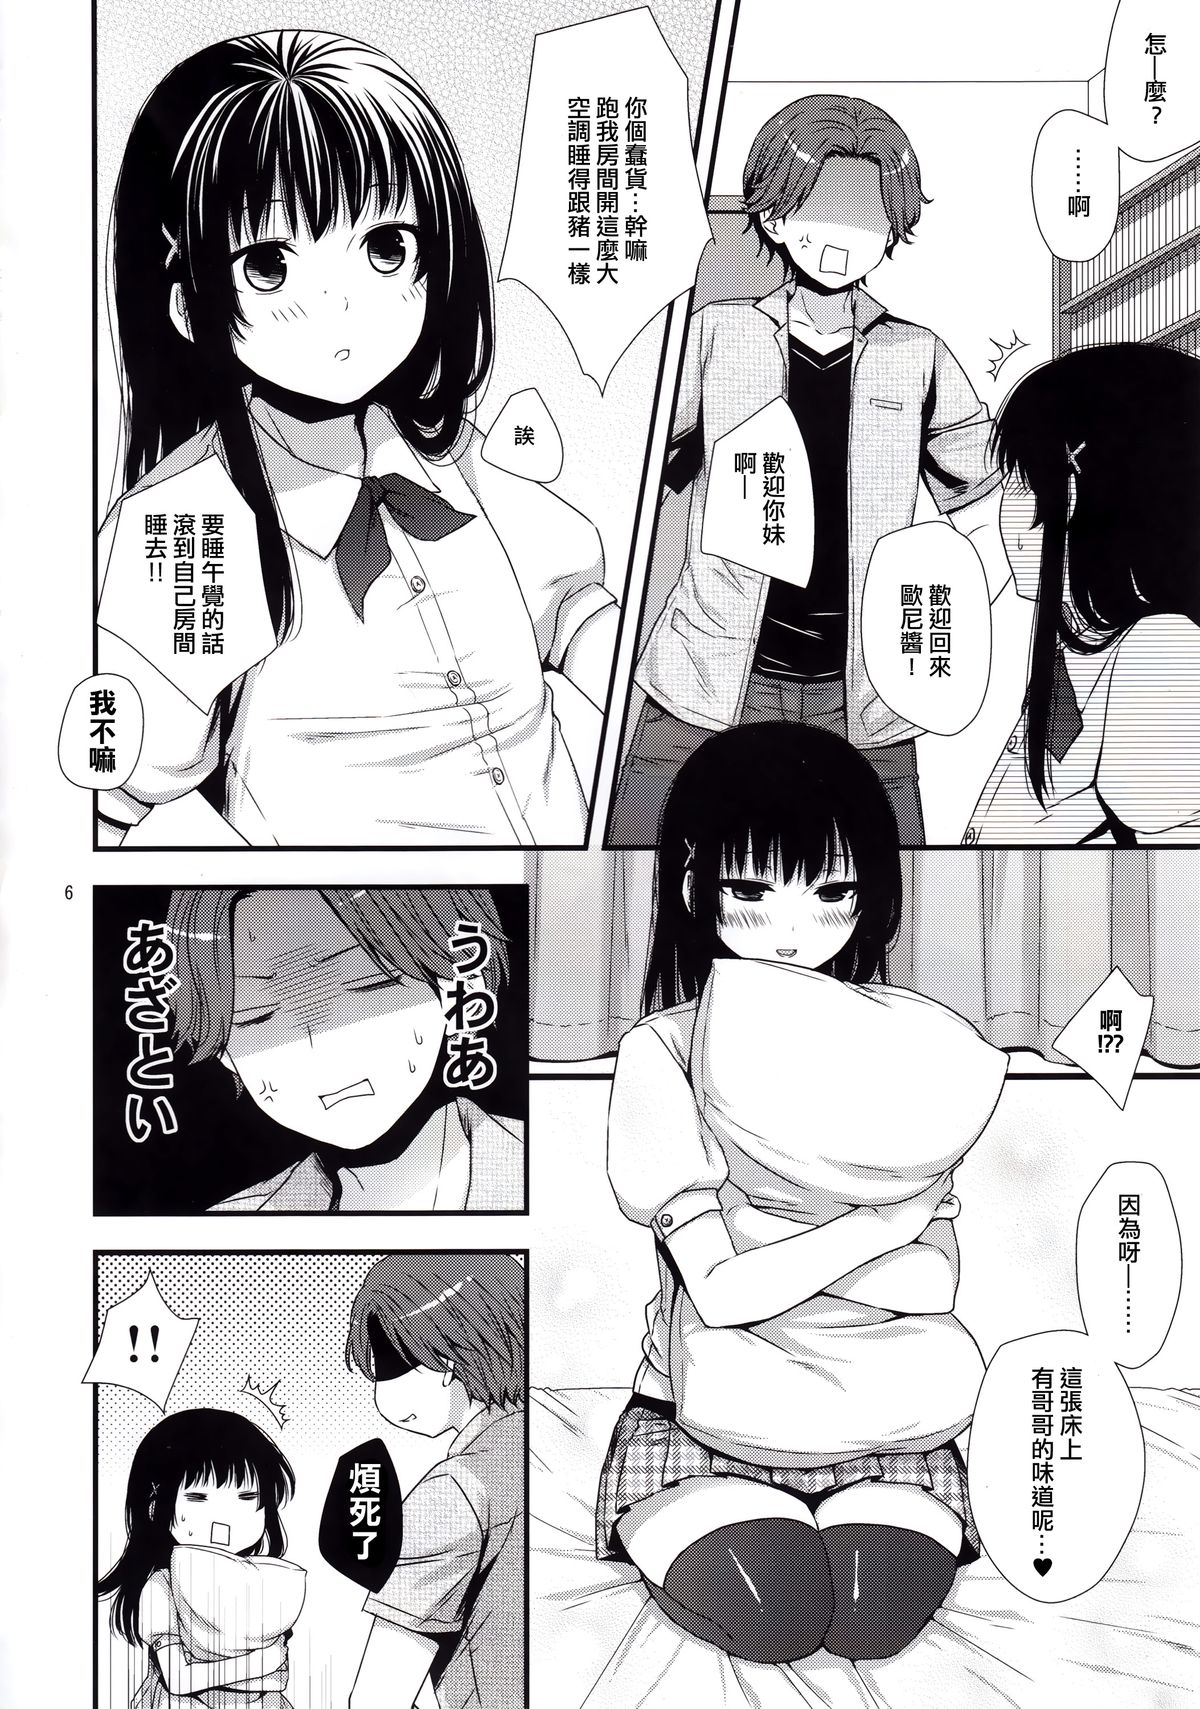 怎─麼？
……啊
歡迎回來
歐尼醬！
歡迎你妹
啊─
你個蠢貨…幹嘛
跑我房間開這麼大
空調睡得跟豬一樣
誒
要睡午覺的話
滾到自己房間
睡去!!
我不嘛
啊
!??
因為呀─……
這張床上
有哥哥的味道呢…♥
うわあ
あざとい
煩死了
!!
6